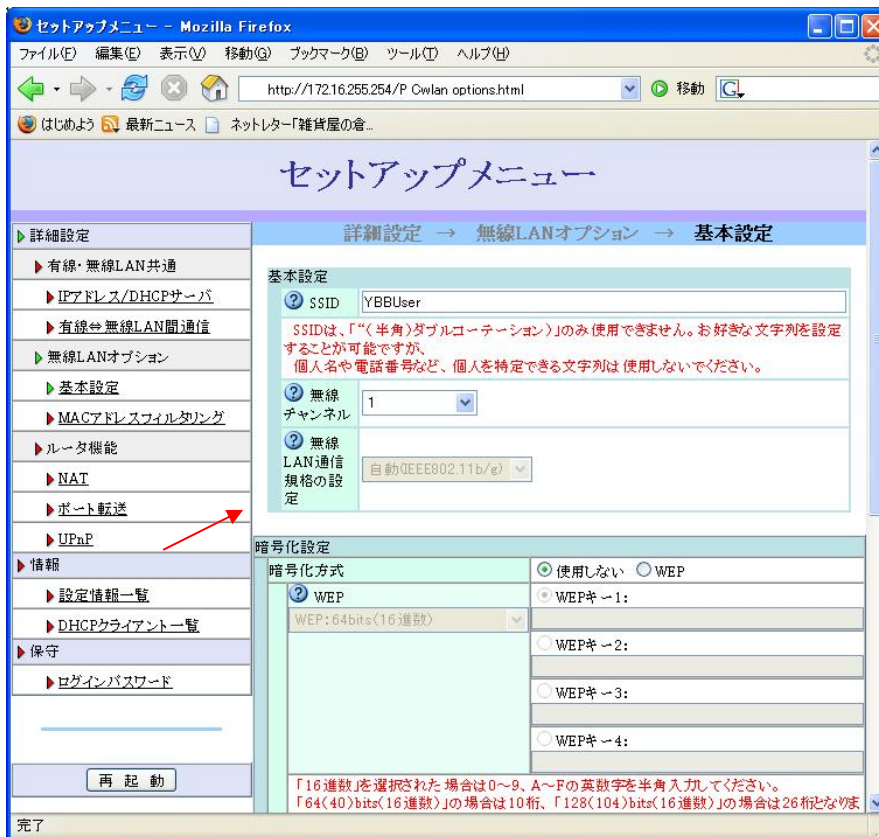 セットアップメニュー - Mozilla Firefox
ファイル(F) 編集(E) 表示(V) 移動(G) ブックマーク(B) ツール(T) ヘルプ(H)
http://172.16.255.254/P Cwlan options.html
移動
はじめよう 最新ニュース ネットレター「雑貨屋の倉...
セットアップメニュー
詳細設定 → 無線LANオプション → 基本設定
詳細設定
有線・無線LAN共通
IPアドレス/DHCPサーバ
有線⇔無線LAN間通信
無線LANオプション
基本設定
MACアドレスフィルタリング
ルータ機能
NAT
ポート転送
UPnP
情報
設定情報一覧
DHCPクライアント一覧
保守
ログインパスワード
再 起 動
基本設定
SSID YBBUser
SSIDは、「"(半角)ダブルコーテーション)」のみ使用できません。お好きな文字列を設定
することが可能ですが、
個人名や電話番号など、個人を特定できる文字列は使用しないでください。
無線
チャンネル
1
無線
LAN通信
規格の設
定
自動(IEEE802.11b/g)
暗号化設定
暗号化方式 使用しない WEP
WEP
WEP:64bits(16進数)
WEPキー1:
WEPキー2:
WEPキー3:
WEPキー4:
「16進数」を選択された場合は0～9、A～Fの英数字を半角入力してください。
「64(40)bits(16進数)」の場合は10桁、「128(104)bits(16進数)」の場合は26桁となりま
完了